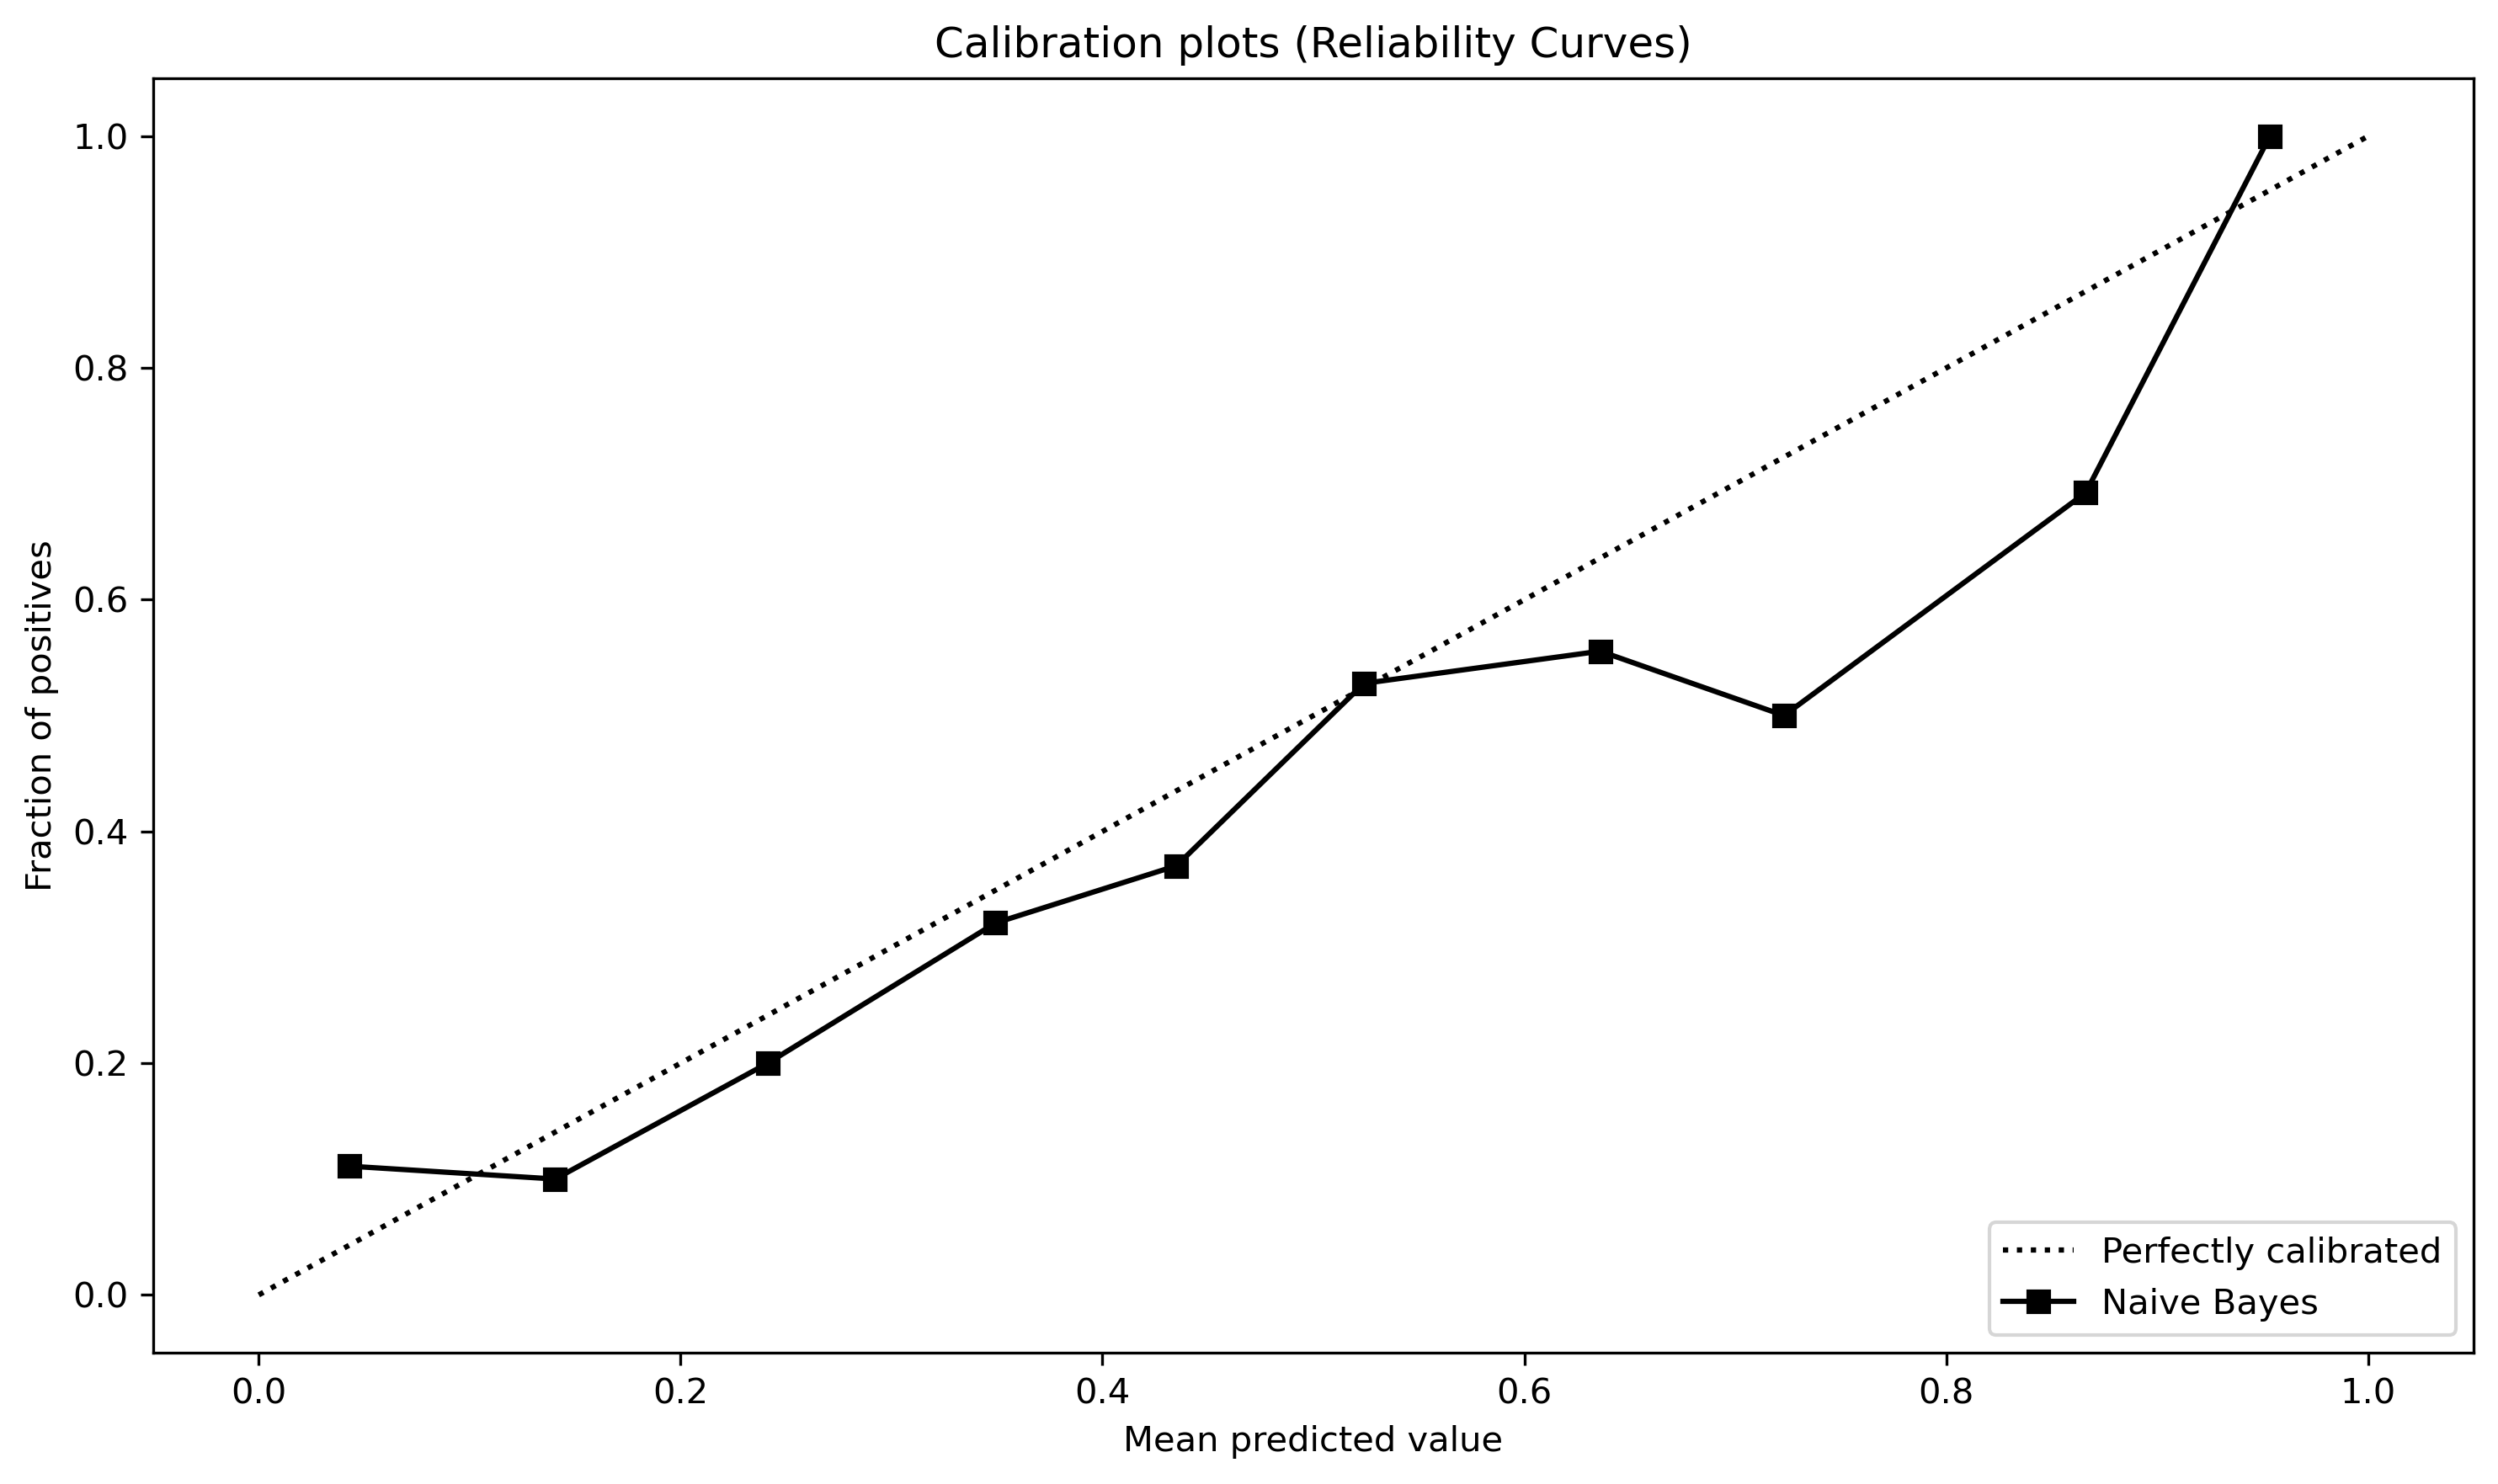 Calibration plots (Reliability Curves)
1.0
0.8
0.6
0.4
0.2
0.0
Fraction of positives
0.0 0.2 0.4 0.6 0.8 1.0
Mean predicted value
Perfectly calibrated
Naive Bayes